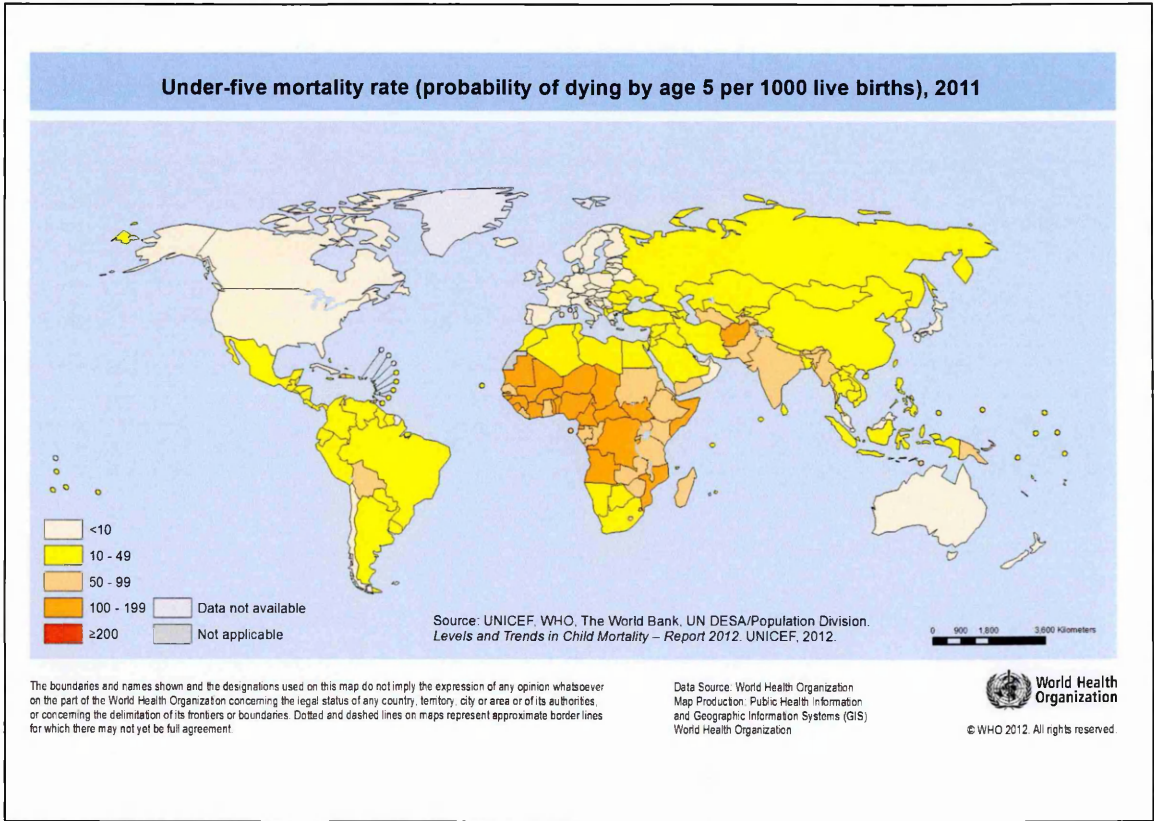 Under-five mortality rate (probability of dying by age 5 per 1000 live births), 2011
<10
10 - 49
50 - 99
100 - 199
≥200
Data not available
Not applicable
Source: UNICEF, WHO, The World Bank, UN DESA/Population Division.
Levels and Trends in Child Mortality – Report 2012. UNICEF, 2012.
0 900 1,800 3,600 Kilometers
The boundaries and names shown and the designations used on this map do not imply the expression of any opinion whatsoever
on the part of the World Health Organization concerning the legal status of any country, territory, city or area or of its authorities,
or concerning the delimitation of its frontiers or boundaries. Dotted and dashed lines on maps represent approximate border lines
for which there may not yet be full agreement.
Data Source: World Health Organization
Map Production: Public Health Information
and Geographic Information Systems (GIS)
World Health Organization
World Health
Organization
© WHO 2012. All rights reserved.